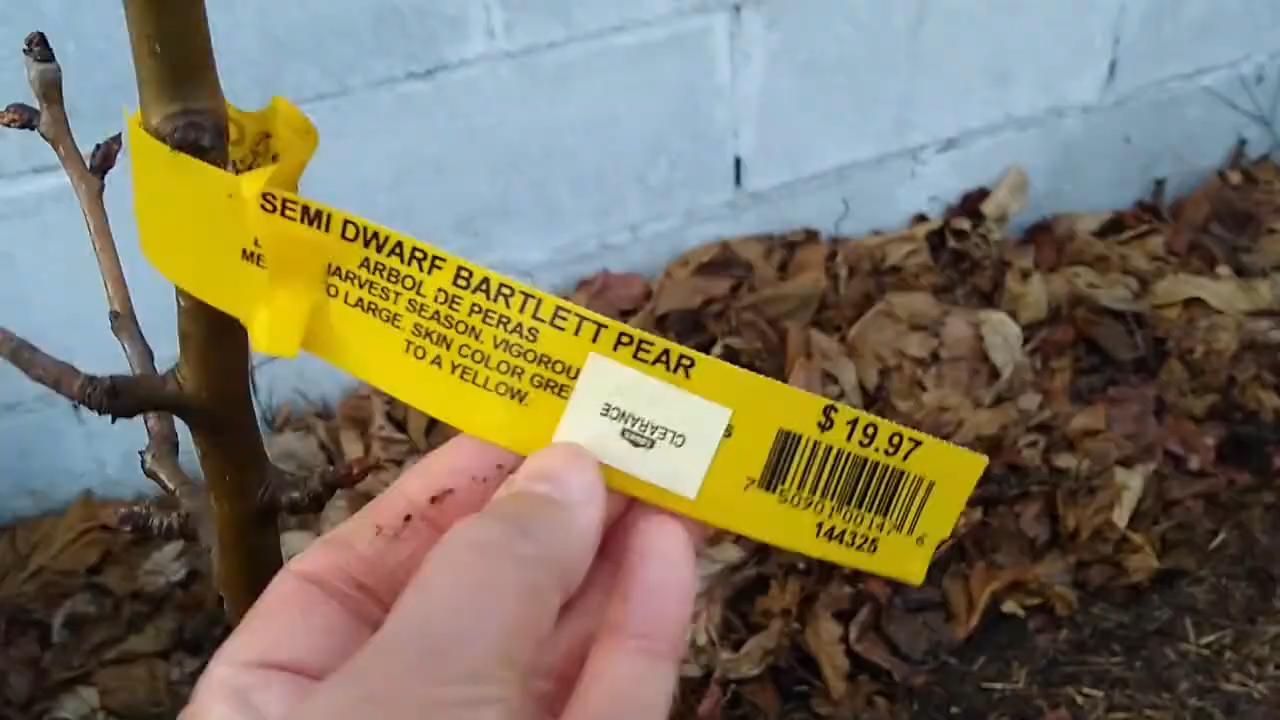 SEMI DWARF BARTLETT PEAR
ARBOL DE PERAS
HARVEST SEASON. VIGOROU
O LARGE. SKIN COLOR GRE
TO A YELLOW.
CLEARANCE
$ 19.97
144326